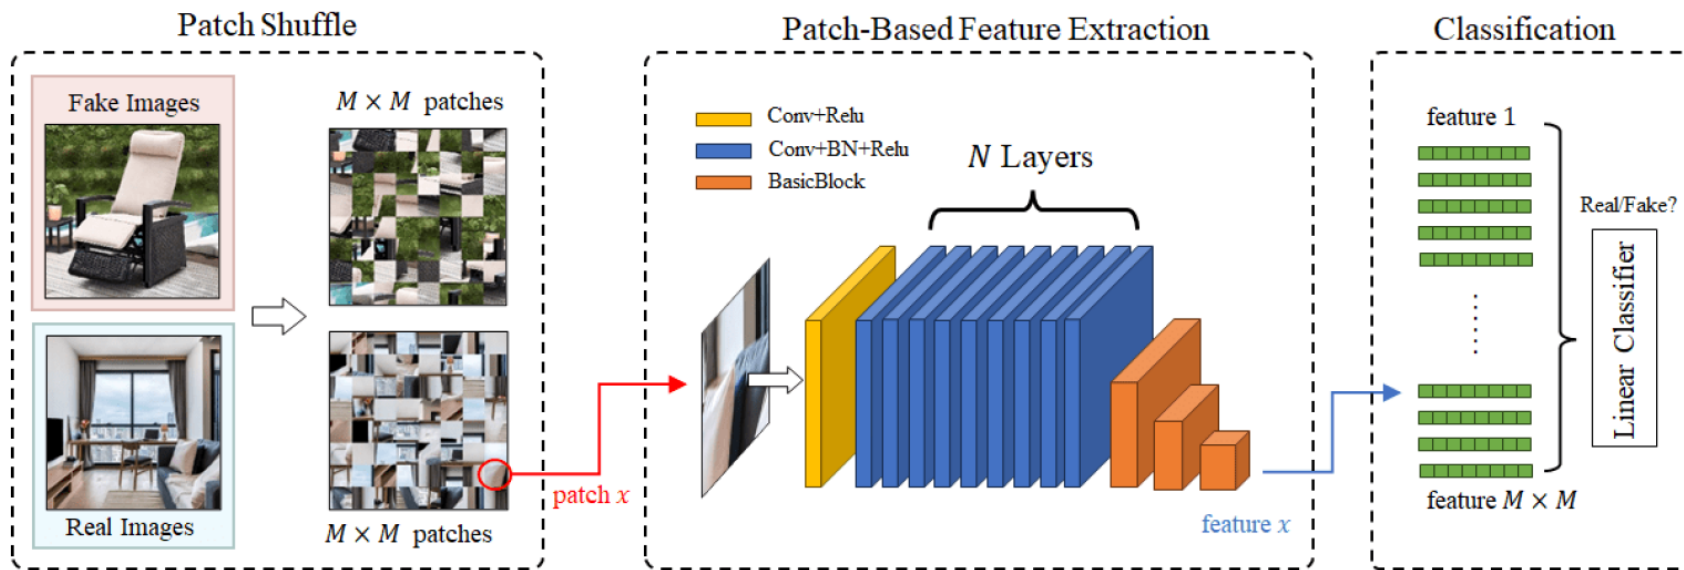 Patch Shuffle
Fake Images
M × M patches
Real Images
M × M patches
patch x
Patch-Based Feature Extraction
Conv+Relu
Conv+BN+Relu
BasicBlock
N Layers
feature x
Classification
feature 1
......
feature M × M
Real/Fake?
Linear Classifier